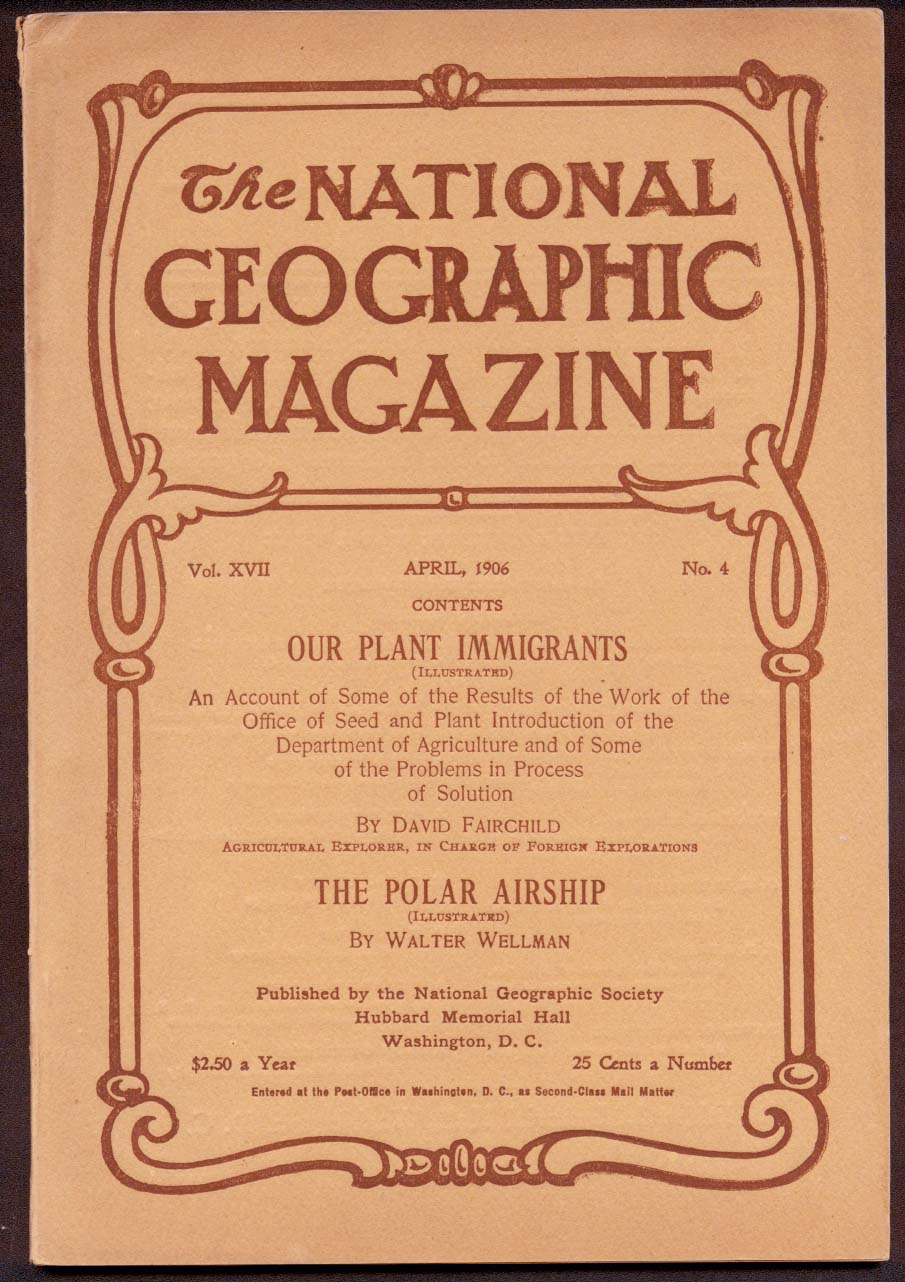 The NATIONAL
GEOGRAPHIC
MAGAZINE
Vol. XVII APRIL, 1906 No. 4
CONTENTS
OUR PLANT IMMIGRANTS
(ILLUSTRATED)
An Account of Some of the Results of the Work of the
Office of Seed and Plant Introduction of the
Department of Agriculture and of Some
of the Problems in Process
of Solution
BY DAVID FAIRCHILD
AGRICULTURAL EXPLORER, IN CHARGE OF FOREIGN EXPLORATIONS
THE POLAR AIRSHIP
(ILLUSTRATED)
BY WALTER WELLMAN
Published by the National Geographic Society
Hubbard Memorial Hall
Washington, D. C.
$2.50 a Year 25 Cents a Number
Entered at the Post-Office in Washington, D. C., as Second-Class Mail Matter